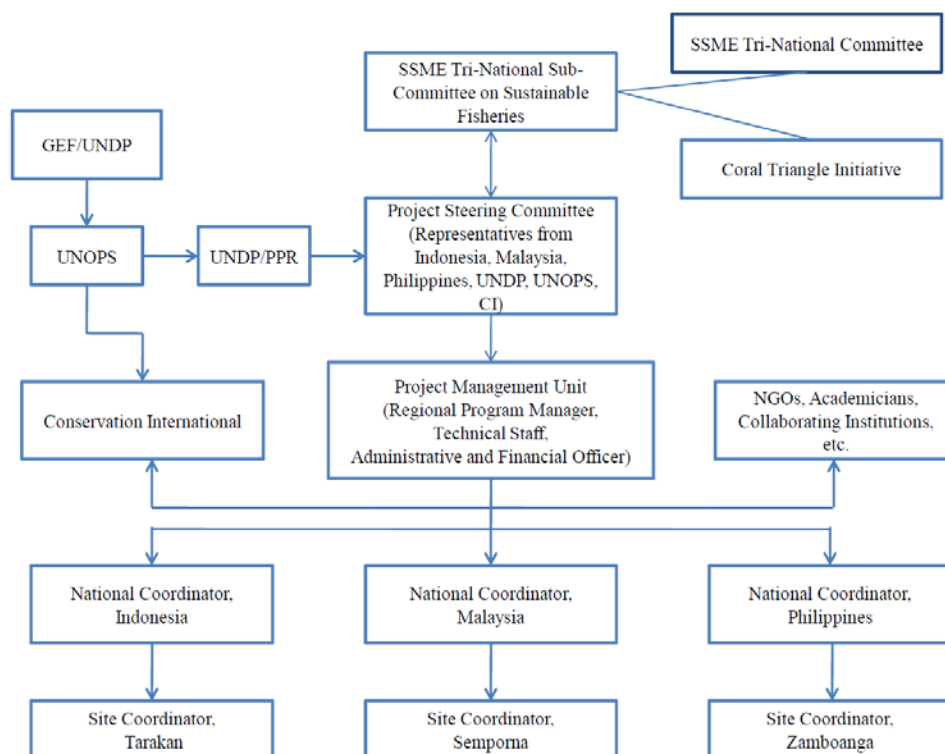 SSME Tri-National Committee
SSME Tri-National Sub-
Committee on Sustainable
Fisheries
GEF/UNDP
Coral Triangle Initiative
Project Steering Committee
(Representatives from
Indonesia, Malaysia,
Philippines, UNDP, UNOPS,
CI)
UNOPS
UNDP/PPR
Project Management Unit
(Regional Program Manager,
Technical Staff,
Administrative and Financial Officer)
Conservation International
NGOs, Academicians,
Collaborating Institutions,
etc.
National Coordinator,
Indonesia
National Coordinator,
Malaysia
National Coordinator,
Philippines
Site Coordinator,
Tarakan
Site Coordinator,
Semporna
Site Coordinator,
Zamboanga